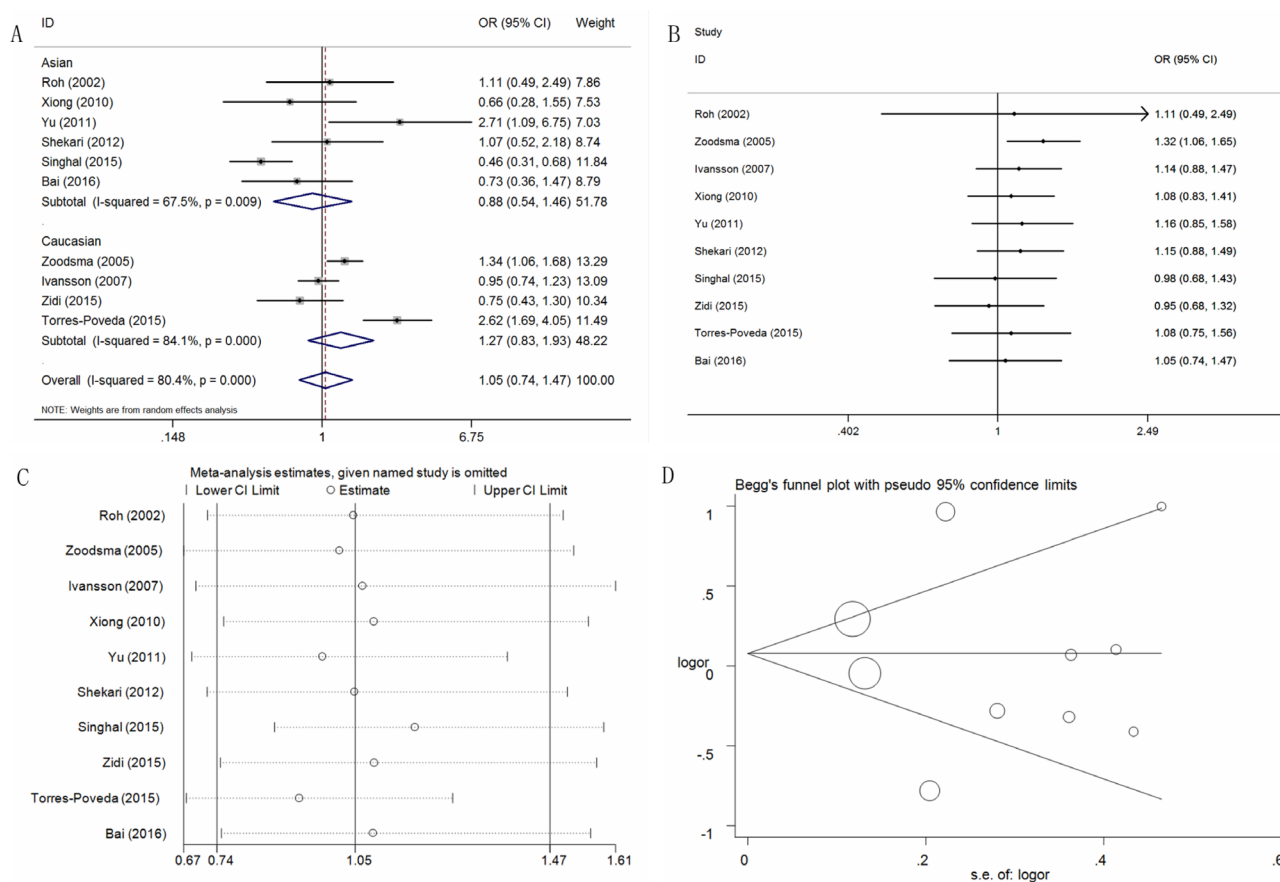 A
ID OR (95% CI) Weight
Asian
Roh (2002) 1.11 (0.49, 2.49) 7.86
Xiong (2010) 0.66 (0.28, 1.55) 7.53
Yu (2011) 2.71 (1.09, 6.75) 7.03
Shekari (2012) 1.07 (0.52, 2.18) 8.74
Singhal (2015) 0.46 (0.31, 0.68) 11.84
Bai (2016) 0.73 (0.36, 1.47) 8.79
Subtotal (I-squared = 67.5%, p = 0.009) 0.88 (0.54, 1.46) 51.78
.
Caucasian
Zoodsma (2005) 1.34 (1.06, 1.68) 13.29
Ivansson (2007) 0.95 (0.74, 1.23) 13.09
Zidi (2015) 0.75 (0.43, 1.30) 10.34
Torres-Poveda (2015) 2.62 (1.69, 4.05) 11.49
Subtotal (I-squared = 84.1%, p = 0.000) 1.27 (0.83, 1.93) 48.22
.
Overall (I-squared = 80.4%, p = 0.000) 1.05 (0.74, 1.47) 100.00
NOTE: Weights are from random effects analysis
.148 1 6.75
B
Study
ID OR (95% CI)
Roh (2002) 1.11 (0.49, 2.49)
Zoodsma (2005) 1.32 (1.06, 1.65)
Ivansson (2007) 1.14 (0.88, 1.47)
Xiong (2010) 1.08 (0.83, 1.41)
Yu (2011) 1.16 (0.85, 1.58)
Shekari (2012) 1.15 (0.88, 1.49)
Singhal (2015) 0.98 (0.68, 1.43)
Zidi (2015) 0.95 (0.68, 1.32)
Torres-Poveda (2015) 1.08 (0.75, 1.56)
Bai (2016) 1.05 (0.74, 1.47)
.402 1 2.49
C
Meta-analysis estimates, given named study is omitted
Lower CI Limit Estimate Upper CI Limit
Roh (2002)
Zoodsma (2005)
Ivansson (2007)
Xiong (2010)
Yu (2011)
Shekari (2012)
Singhal (2015)
Zidi (2015)
Torres-Poveda (2015)
Bai (2016)
0.67 0.74 1.05 1.47 1.61
D
Begg's funnel plot with pseudo 95% confidence limits
1
.5
logor
0
-.5
-1
0 .2 .4 .6
s.e. of: logor